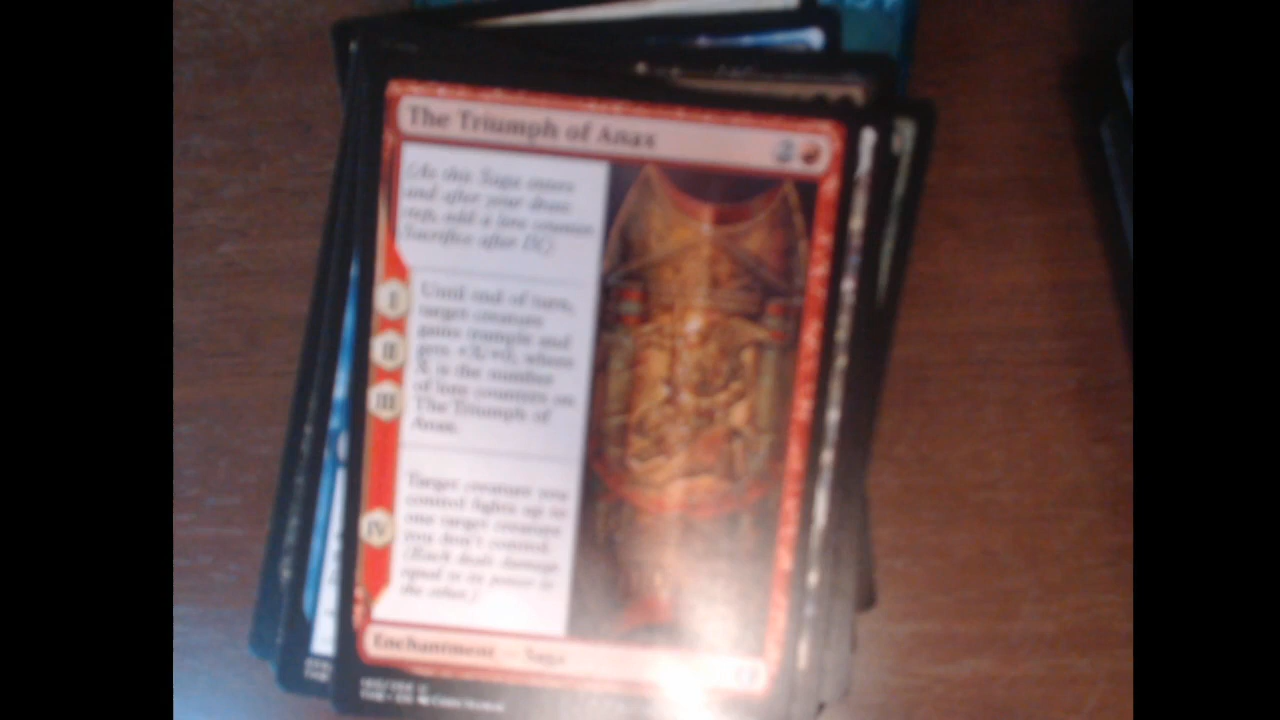 The Triumph of Anax
2
(As this Saga enters
and after your draw
step, add a lore counter.
Sacrifice after IV.)
I
Until end of turn,
target creature
gains trample and
II
gets +X/+0, where
X is the number
III
of lore counters on
The Triumph of
Anax.
Target creature you
control fights up to
IV
one target creature
you don't control.
(Each deals damage
equal to its power to
the other.)
Enchantment Saga
THB • EN